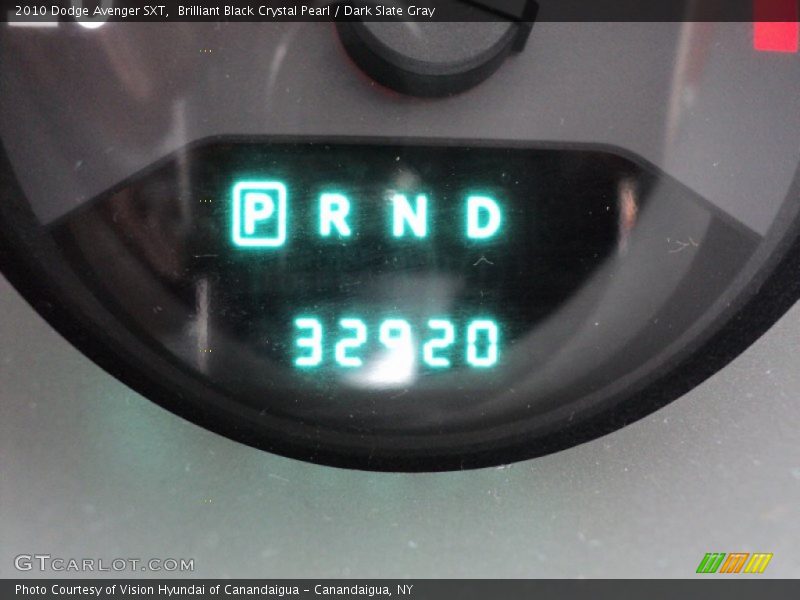 2010 Dodge Avenger SXT,  Brilliant Black Crystal Pearl / Dark Slate Gray
P R N D
32920
GTCARLOT.COM
Photo Courtesy of Vision Hyundai of Canandaigua - Canandaigua, NY